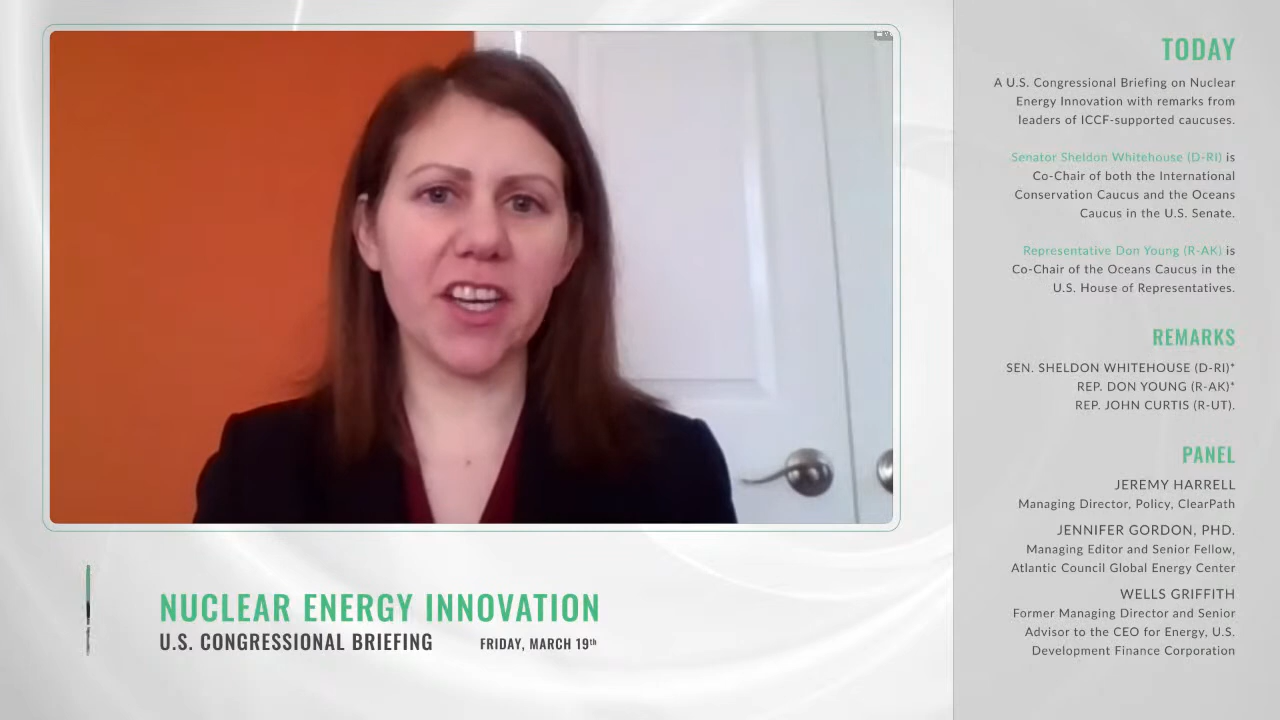 TODAY
A U.S. Congressional Briefing on Nuclear
Energy Innovation with remarks from
leaders of ICCF-supported caucuses.
Senator Sheldon Whitehouse (D-RI) is
Co-Chair of both the International
Conservation Caucus and the Oceans
Caucus in the U.S. Senate.
Representative Don Young (R-AK) is
Co-Chair of the Oceans Caucus in the
U.S. House of Representatives.
REMARKS
SEN. SHELDON WHITEHOUSE (D-RI)*
REP. DON YOUNG (R-AK)*
REP. JOHN CURTIS (R-UT).
PANEL
JEREMY HARRELL
Managing Director, Policy, ClearPath
JENNIFER GORDON, PHD.
Managing Editor and Senior Fellow,
Atlantic Council Global Energy Center
WELLS GRIFFITH
Former Managing Director and Senior
Advisor to the CEO for Energy, U.S.
Development Finance Corporation
NUCLEAR ENERGY INNOVATION
U.S. CONGRESSIONAL BRIEFING FRIDAY, MARCH 19th